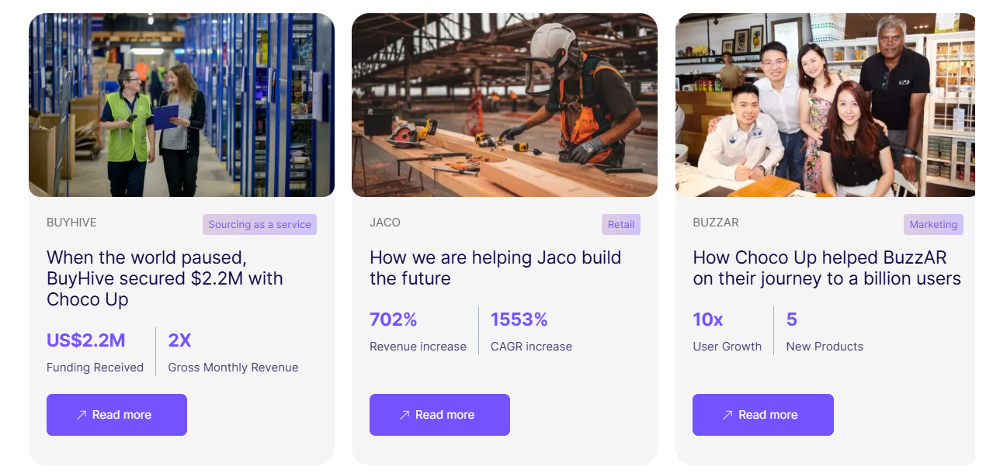 BUYHIVE
Sourcing as a service
When the world paused,
BuyHive secured $2.2M with
Choco Up
US$2.2M
2X
Funding Received
Gross Monthly Revenue
Read more
JACO
Retail
How we are helping Jaco build
the future
702%
1553%
Revenue increase
CAGR increase
Read more
BUZZAR
Marketing
How Choco Up helped BuzzAR
on their journey to a billion users
10x
5
User Growth
New Products
Read more